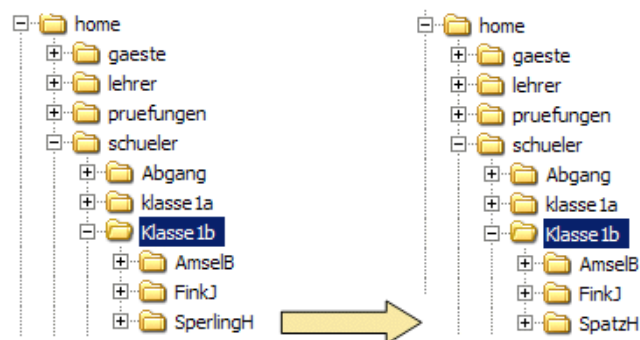 home
gaeste
lehrer
pruefungen
schueler
Abgang
klasse1a
Klasse1b
AmselB
FinkJ
SperlingH
home
gaeste
lehrer
pruefungen
schueler
Abgang
klasse1a
Klasse1b
AmselB
FinkJ
SpatzH